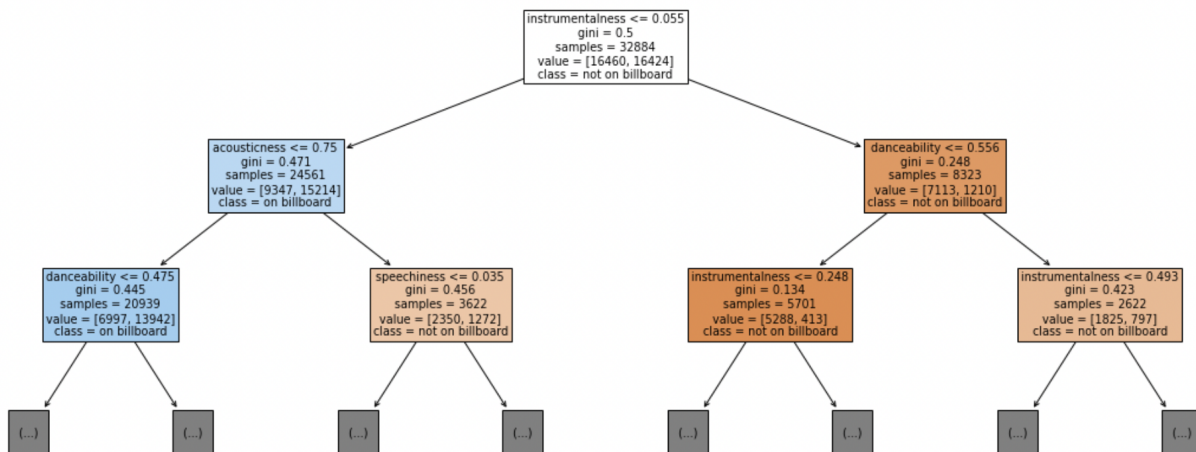 instrumentalness <= 0.055
gini = 0.5
samples = 32884
value = [16460, 16424]
class = not on billboard
acousticness <= 0.75
gini = 0.471
samples = 24561
value = [9347, 15214]
class = on billboard
danceability <= 0.556
gini = 0.248
samples = 8323
value = [7113, 1210]
class = not on billboard
danceability <= 0.475
gini = 0.445
samples = 20939
value = [6997, 13942]
class = on billboard
speechiness <= 0.035
gini = 0.456
samples = 3622
value = [2350, 1272]
class = not on billboard
instrumentalness <= 0.248
gini = 0.134
samples = 5701
value = [5288, 413]
class = not on billboard
instrumentalness <= 0.493
gini = 0.423
samples = 2622
value = [1825, 797]
class = not on billboard
(...)
(...)
(...)
(...)
(...)
(...)
(...)
(...)